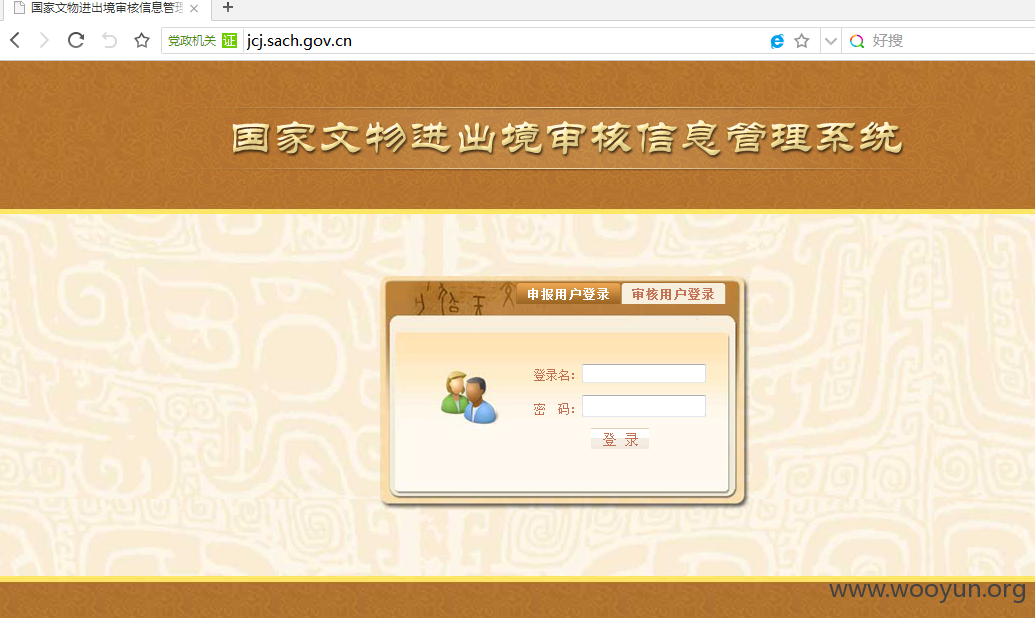 国家文物进出境审核信息管理
党政机关 证 jcj.sach.gov.cn 好搜
国家文物进出境审核信息管理系统
申报用户登录 审核用户登录
登录名:
密 码:
登 录
www.wooyun.org